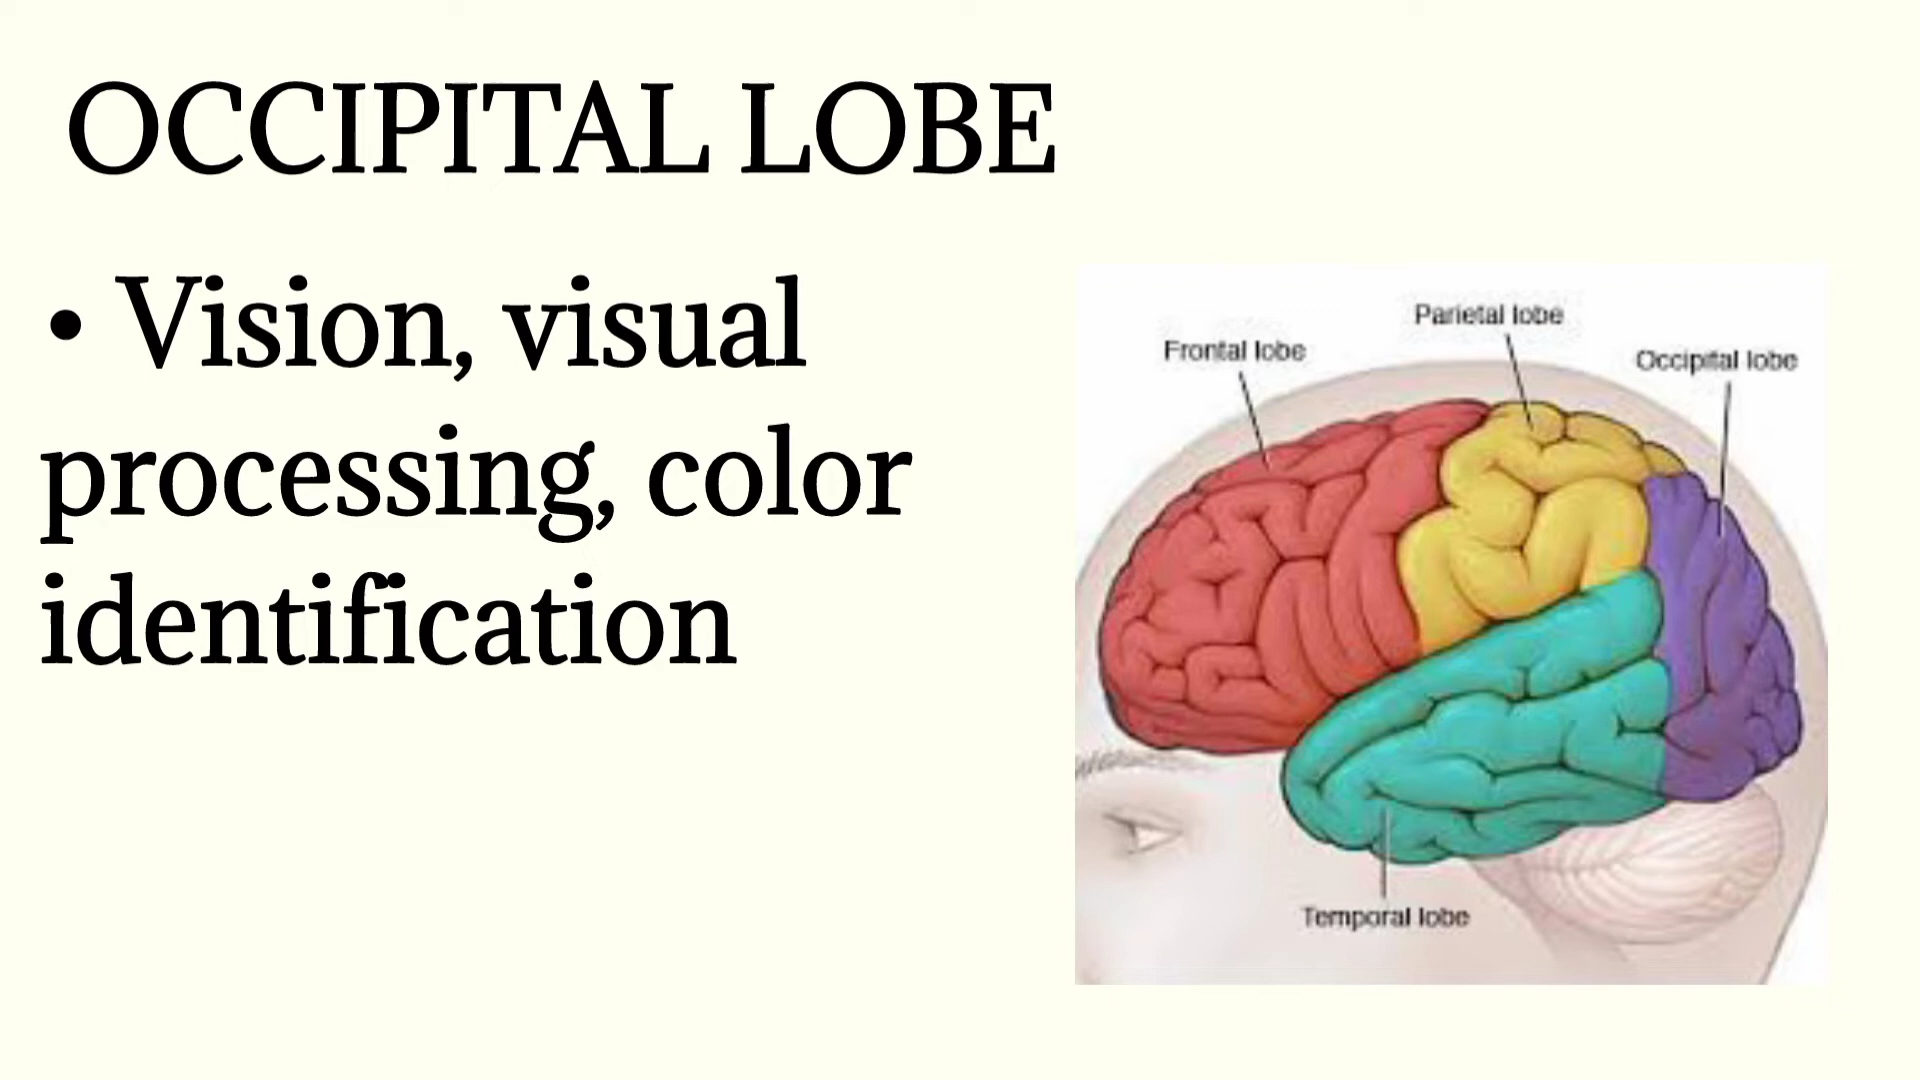 OCCIPITAL LOBE
• Vision, visual
processing, color
identification
Parietal lobe
Frontal lobe
Occipital lobe
Temporal lobe